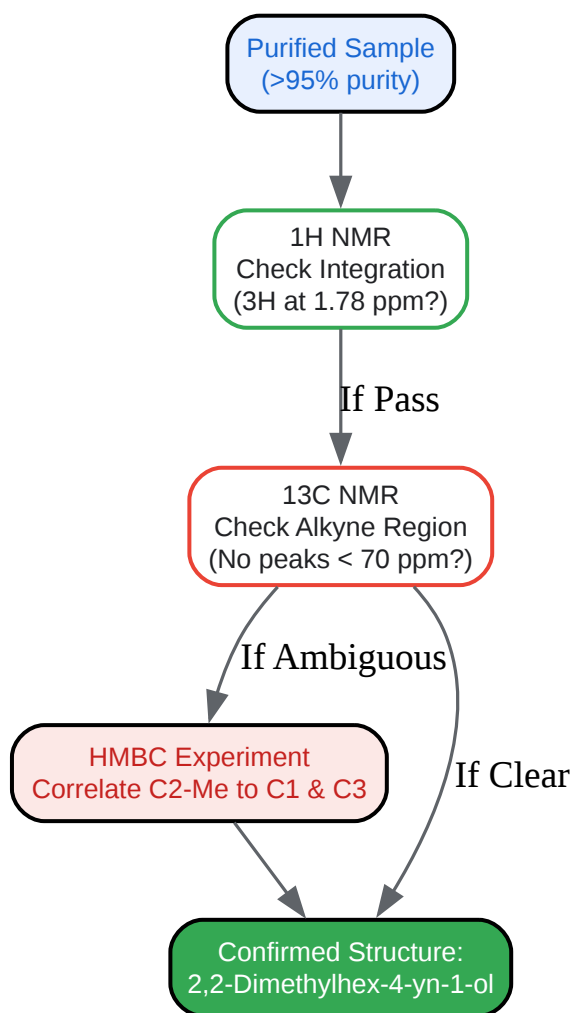 Purified Sample
(>95% purity)
1H NMR
Check Integration
(3H at 1.78 ppm?)
If Pass
13C NMR
Check Alkyne Region
(No peaks < 70 ppm?)
If Ambiguous
HMBC Experiment
Correlate C2-Me to C1 & C3
If Clear
Confirmed Structure:
2,2-Dimethylhex-4-yn-1-ol